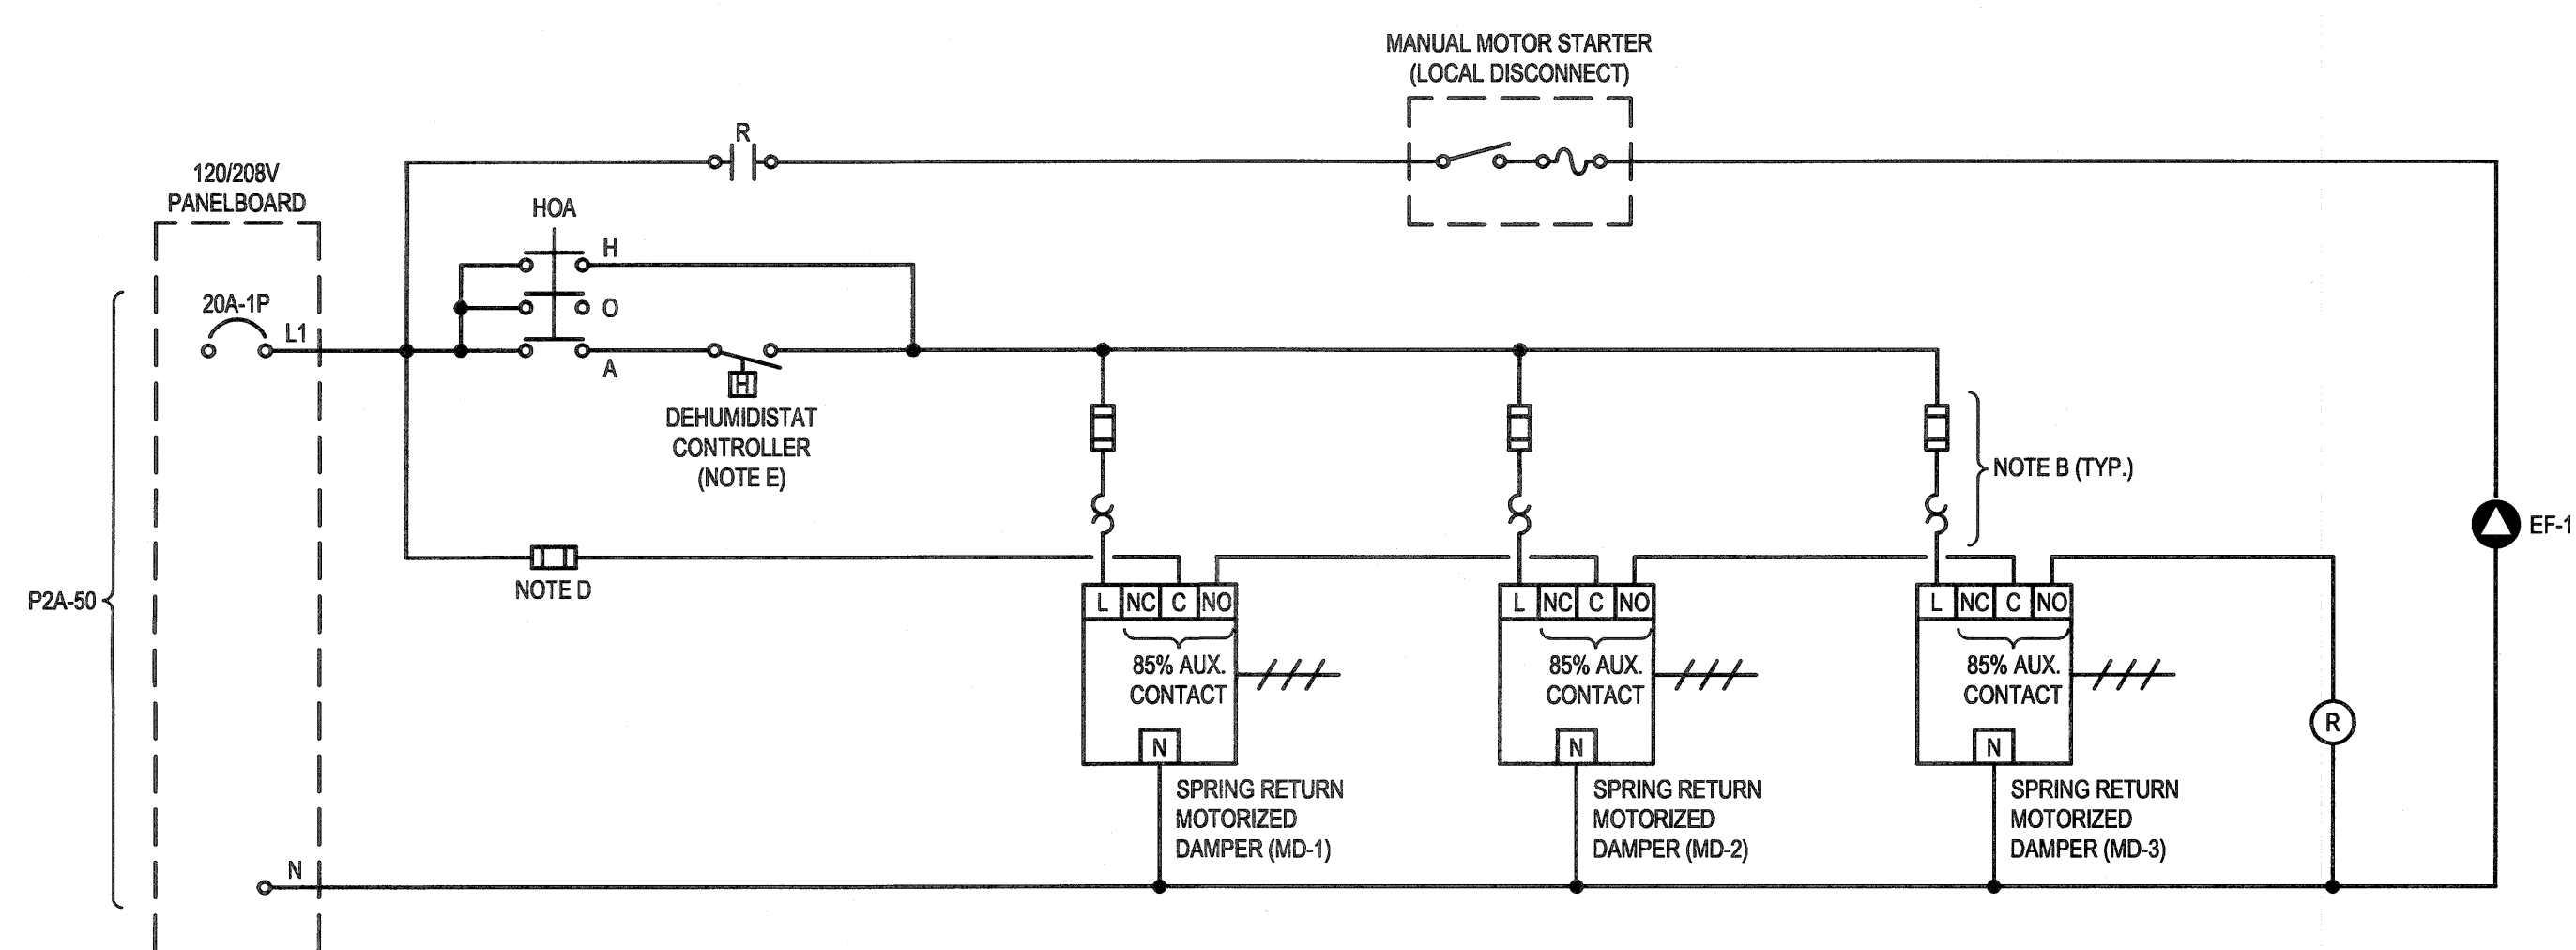 MANUAL MOTOR STARTER
(LOCAL DISCONNECT)
R
120/208V
PANELBOARD
HOA
H
O
A
20A-1P
L1
H
DEHUMIDISTAT
CONTROLLER
(NOTE E)
NOTE B (TYP.)
EF-1
NOTE D
P2A-50
L NC C NO
85% AUX.
CONTACT
N
SPRING RETURN
MOTORIZED
DAMPER (MD-1)
L NC C NO
85% AUX.
CONTACT
N
SPRING RETURN
MOTORIZED
DAMPER (MD-2)
L NC C NO
85% AUX.
CONTACT
N
SPRING RETURN
MOTORIZED
DAMPER (MD-3)
R
N